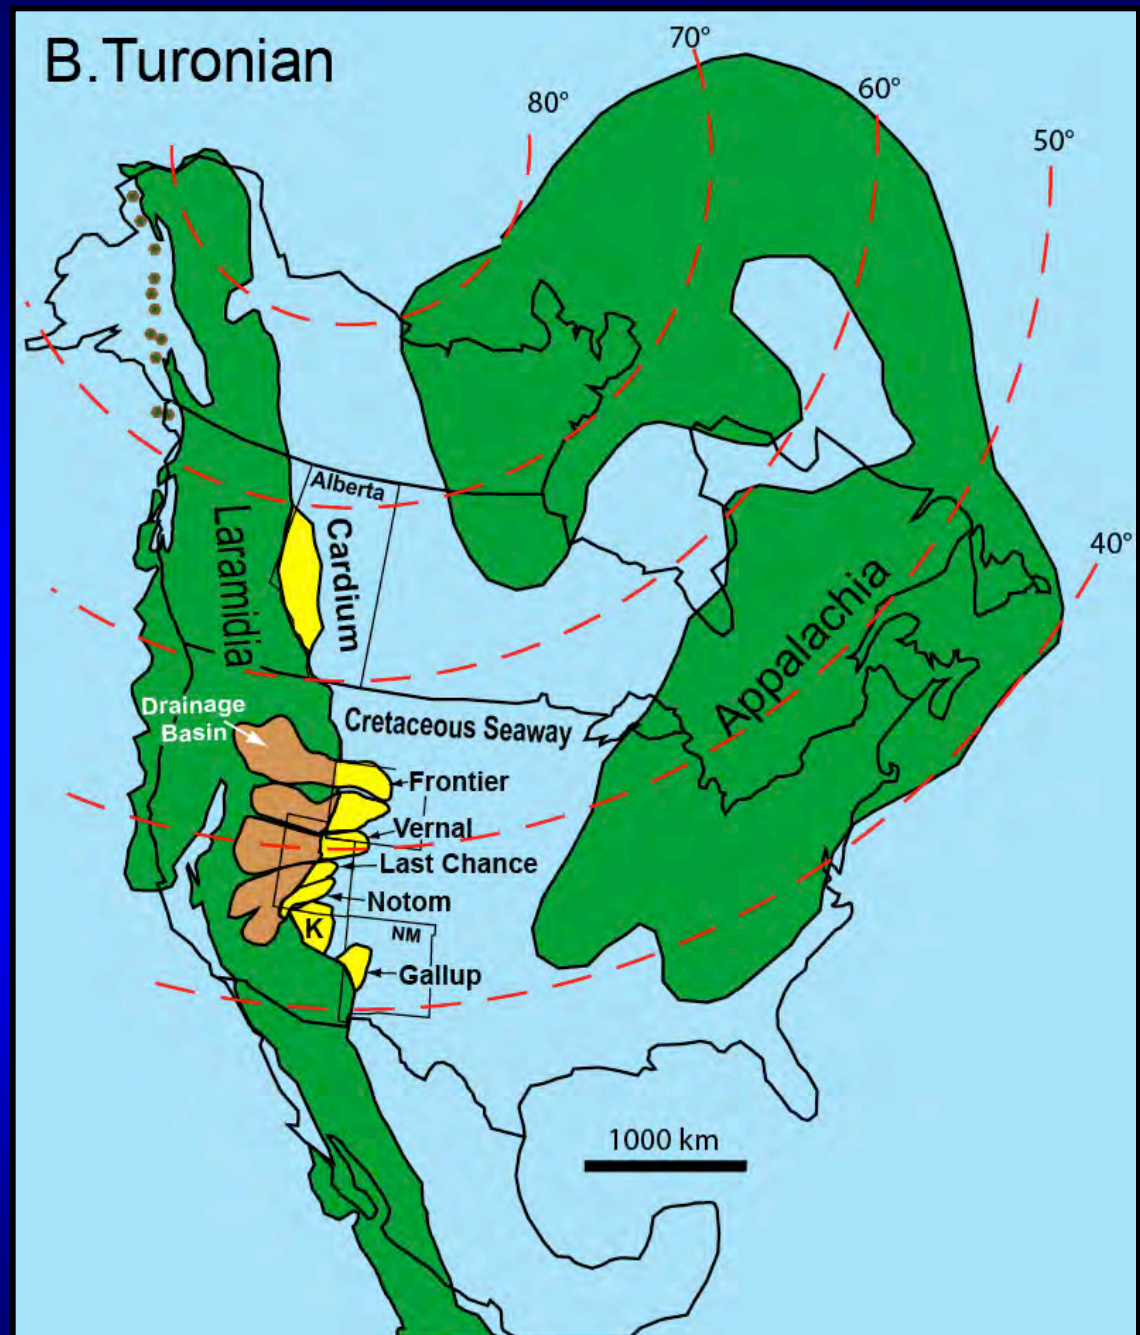 B.Turonian
70°
60°
80°
50°
Alberta
Laramidia
Cardium
40°
Appalachia
Drainage
Basin
Cretaceous Seaway
Frontier
Vernal
Last Chance
Notom
K
NM
Gallup
1000 km